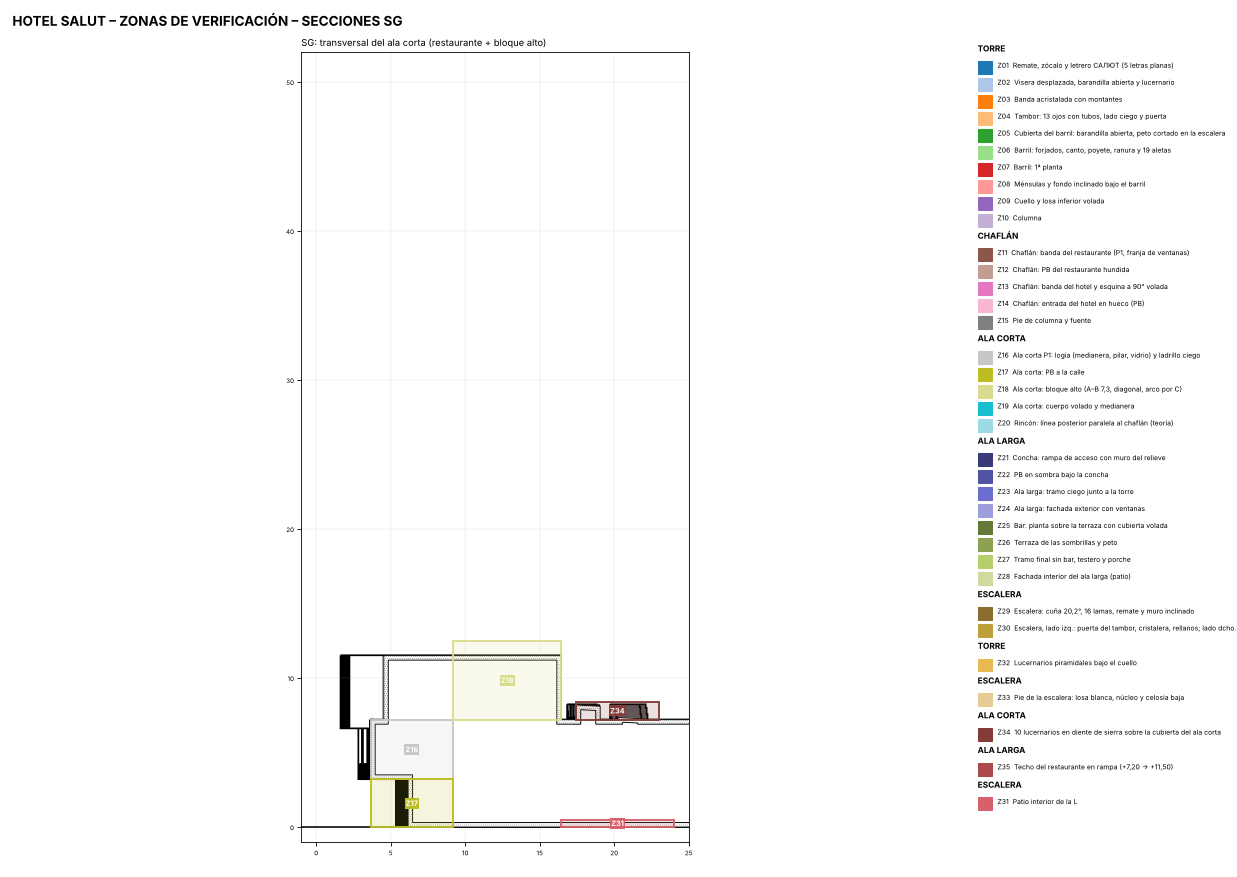 HOTEL SALUT – ZONAS DE VERIFICACIÓN – SECCIONES SG
SG: transversal del ala corta (restaurante + bloque alto)
50
40
30
20
10
0
0 5 10 15 20 25
Z18
Z34
Z16
Z17
Z31
TORRE
Z01 Remate, zócalo y letrero САЛЮТ (5 letras planas)
Z02 Visera desplazada, barandilla abierta y lucernario
Z03 Banda acristalada con montantes
Z04 Tambor: 13 ojos con tubos, lado ciego y puerta
Z05 Cubierta del barril: barandilla abierta, peto cortado en la escalera
Z06 Barril: forjados, canto, poyete, ranura y 19 aletas
Z07 Barril: 1ª planta
Z08 Ménsulas y fondo inclinado bajo el barril
Z09 Cuello y losa inferior volada
Z10 Columna
CHAFLÁN
Z11 Chaflán: banda del restaurante (P1, franja de ventanas)
Z12 Chaflán: PB del restaurante hundida
Z13 Chaflán: banda del hotel y esquina a 90° volada
Z14 Chaflán: entrada del hotel en hueco (PB)
Z15 Pie de columna y fuente
ALA CORTA
Z16 Ala corta P1: logia (medianera, pilar, vidrio) y ladrillo ciego
Z17 Ala corta: PB a la calle
Z18 Ala corta: bloque alto (A–B 7,3, diagonal, arco por C)
Z19 Ala corta: cuerpo volado y medianera
Z20 Rincón: línea posterior paralela al chaflán (teoría)
ALA LARGA
Z21 Concha: rampa de acceso con muro del relieve
Z22 PB en sombra bajo la concha
Z23 Ala larga: tramo ciego junto a la torre
Z24 Ala larga: fachada exterior con ventanas
Z25 Bar: planta sobre la terraza con cubierta volada
Z26 Terraza de las sombrillas y peto
Z27 Tramo final sin bar, testero y porche
Z28 Fachada interior del ala larga (patio)
ESCALERA
Z29 Escalera: cuña 20,2°, 16 lamas, remate y muro inclinado
Z30 Escalera, lado izq.: puerta del tambor, cristalera, rellanos; lado dcho.
TORRE
Z32 Lucernarios piramidales bajo el cuello
ESCALERA
Z33 Pie de la escalera: losa blanca, núcleo y celosía baja
ALA CORTA
Z34 10 lucernarios en diente de sierra sobre la cubierta del ala corta
ALA LARGA
Z35 Techo del restaurante en rampa (+7,20 → +11,50)
ESCALERA
Z31 Patio interior de la L